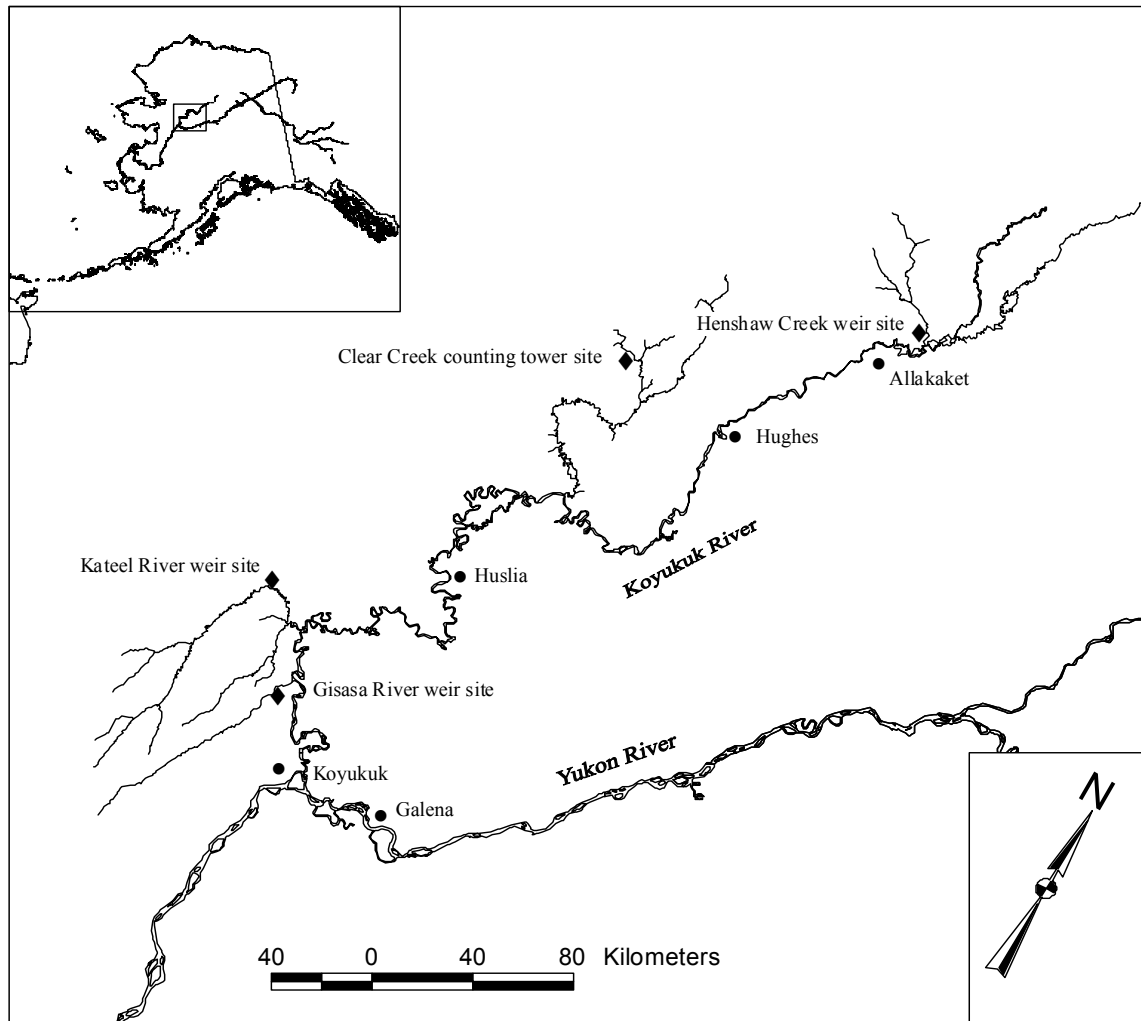 Henshaw Creek weir site
Clear Creek counting tower site
Allakaket
Hughes
Koyukuk River
Kateel River weir site
Huslia
Gisasa River weir site
Yukon River
Koyukuk
Galena
N
40 0 40 80 Kilometers